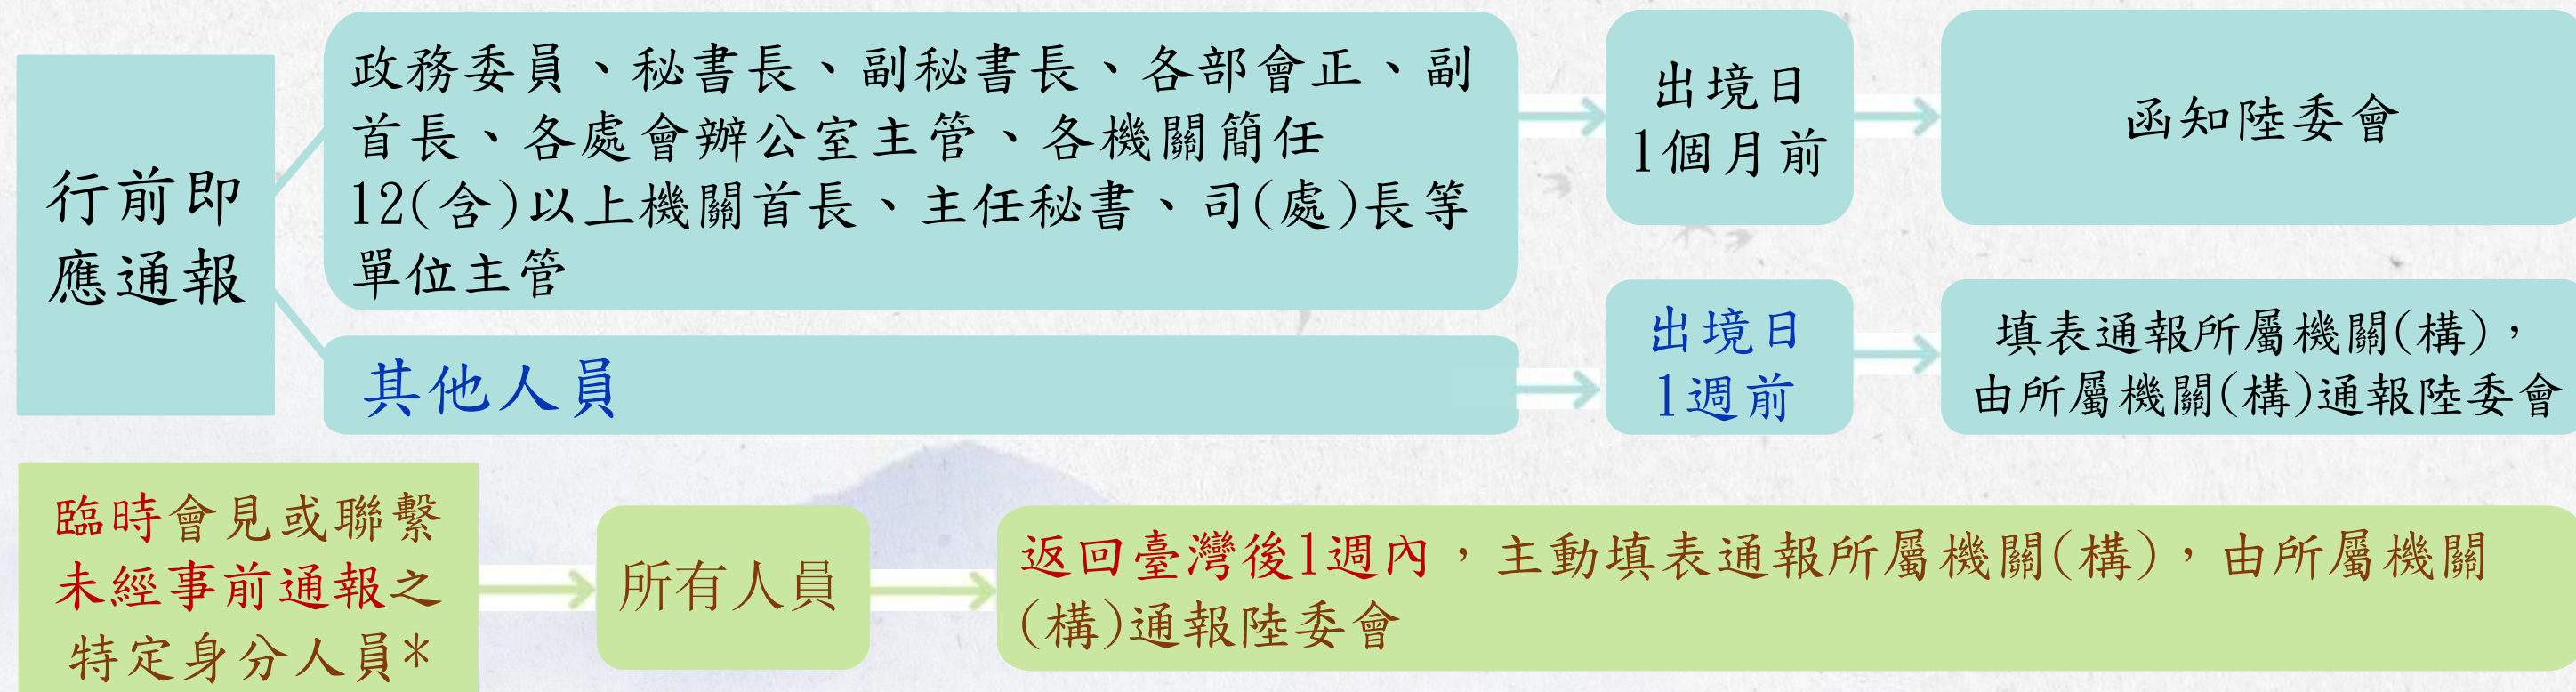 行前即
應通報
政務委員、秘書長、副秘書長、各部會正、副
首長、各處會辦公室主管、各機關簡任
12(含)以上機關首長、主任秘書、司(處)長等
單位主管
出境日
1個月前
函知陸委會
其他人員
出境日
1週前
填表通報所屬機關(構),
由所屬機關(構)通報陸委會
臨時會見或聯繫
未經事前通報之
特定身分人員*
所有人員
返回臺灣後1週內,主動填表通報所屬機關(構),由所屬機關
(構)通報陸委會